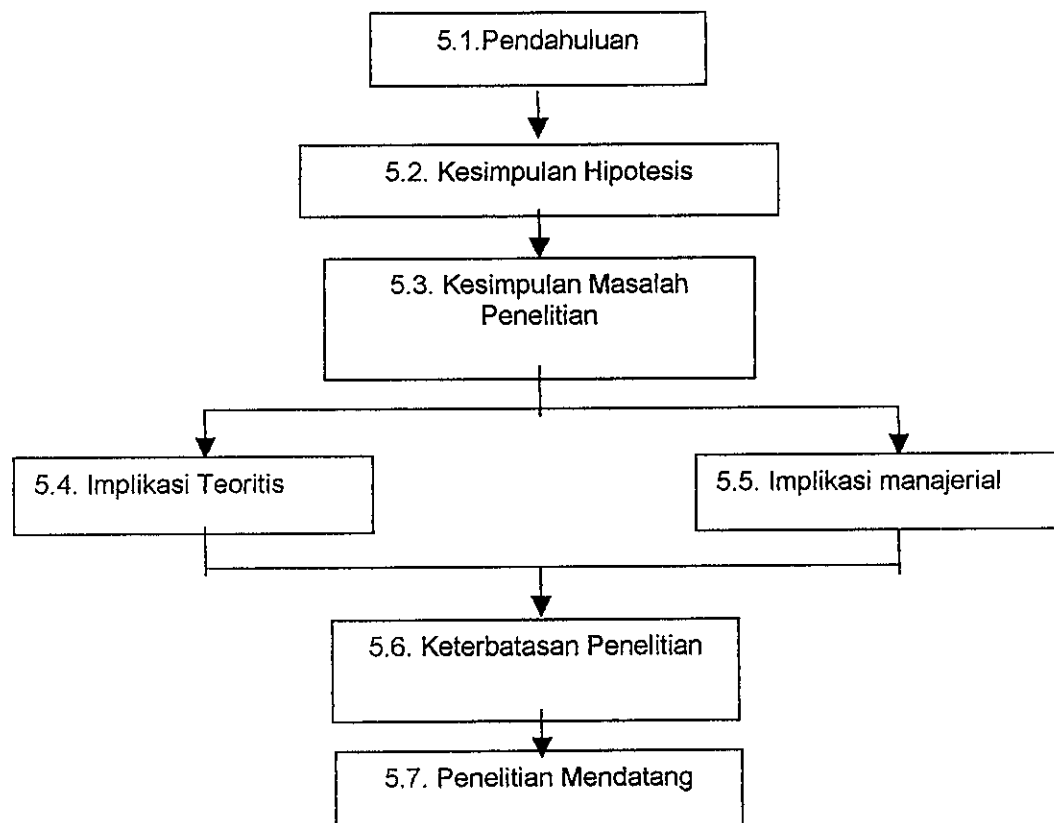 5.1.Pendahuluan
5.2. Kesimpulan Hipotesis
5.3. Kesimpulan Masalah
Penelitian
5.4. Implikasi Teoritis
5.5. Implikasi manajerial
5.6. Keterbatasan Penelitian
5.7. Penelitian Mendatang